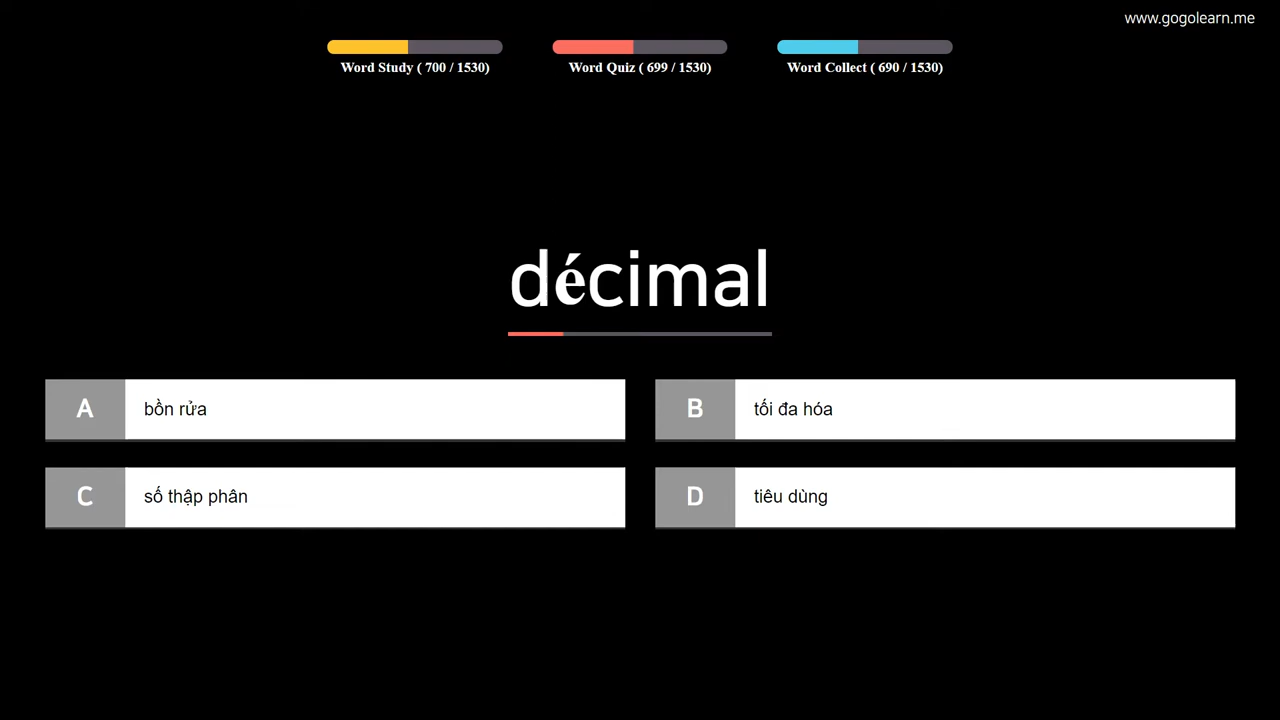 www.gogolearn.me
Word Study ( 700 / 1530)
Word Quiz ( 699 / 1530)
Word Collect ( 690 / 1530)
décimal
A bồn rửa
B tối đa hóa
C số thập phân
D tiêu dùng